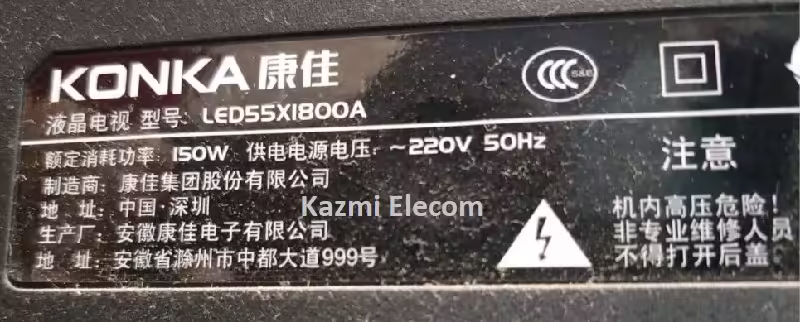 KONKA 康佳
液晶电视 型号: LED55X1800A
额定消耗功率: 150W 供电电源电压: ~220V 50Hz
制造商: 康佳集团股份有限公司
地 址: 中国·深圳
生产厂: 安徽康佳电子有限公司
地 址: 安徽省滁州市中都大道999号
Kazmi Elecom
CCC S&E
注意
机内高压危险!
非专业维修人员
不得打开后盖